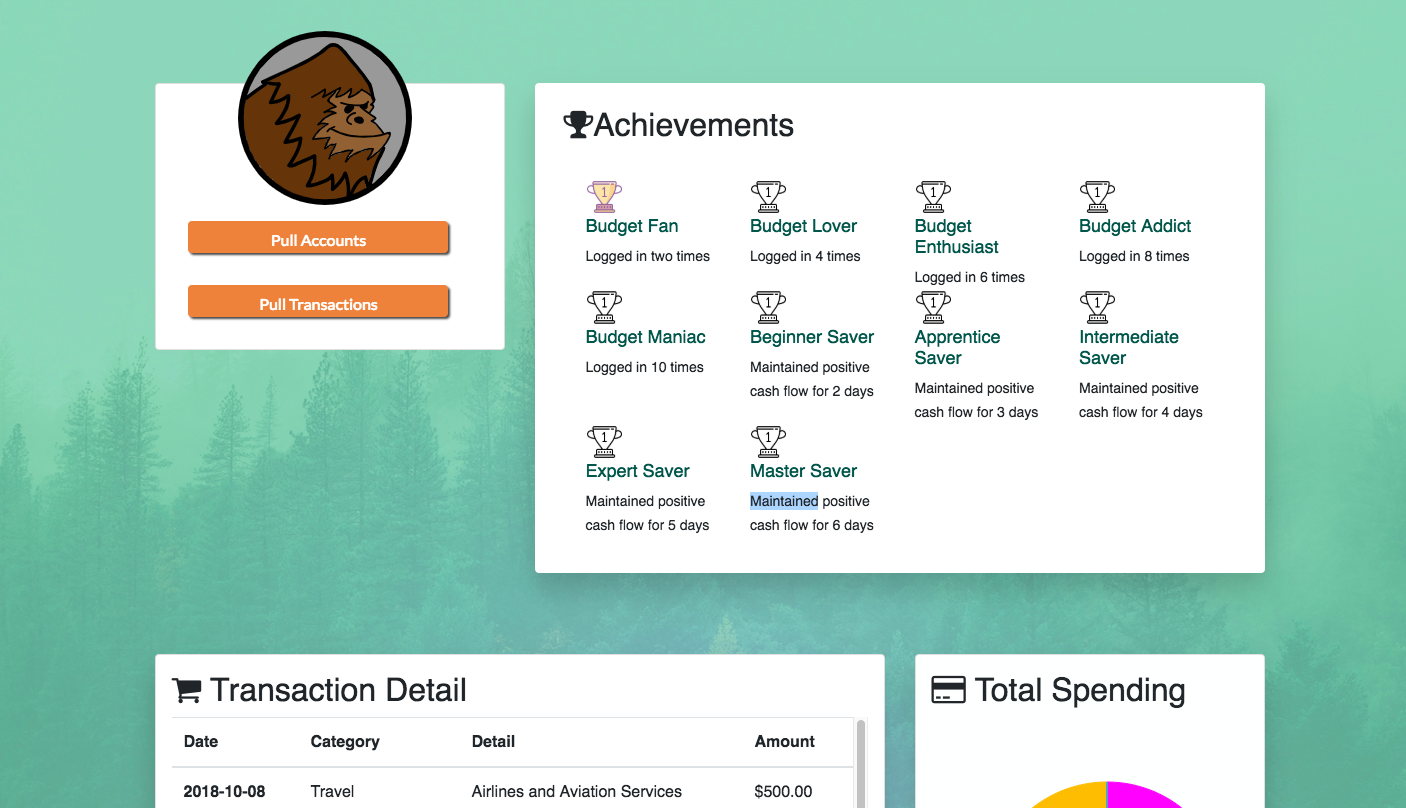 Pull Accounts
Pull Transactions
Achievements
1
Budget Fan
Logged in two times
1
Budget Lover
Logged in 4 times
1
Budget
Enthusiast
Logged in 6 times
1
Budget Addict
Logged in 8 times
1
Budget Maniac
Logged in 10 times
1
Beginner Saver
Maintained positive
cash flow for 2 days
1
Apprentice
Saver
Maintained positive
cash flow for 3 days
1
Intermediate
Saver
Maintained positive
cash flow for 4 days
1
Expert Saver
Maintained positive
cash flow for 5 days
1
Master Saver
Maintained positive
cash flow for 6 days
Transaction Detail
Date Category Detail Amount
2018-10-08 Travel Airlines and Aviation Services $500.00
Total Spending